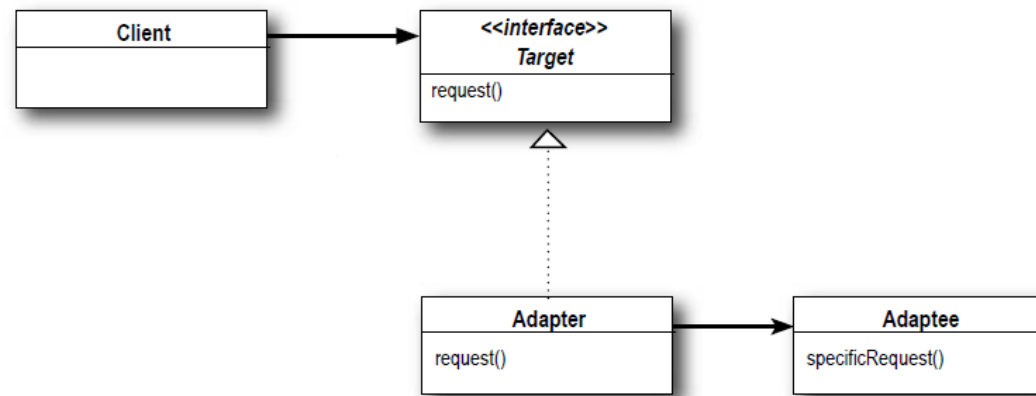 Client
<<interface>>
Target
request()
Adapter
request()
Adaptee
specificRequest()